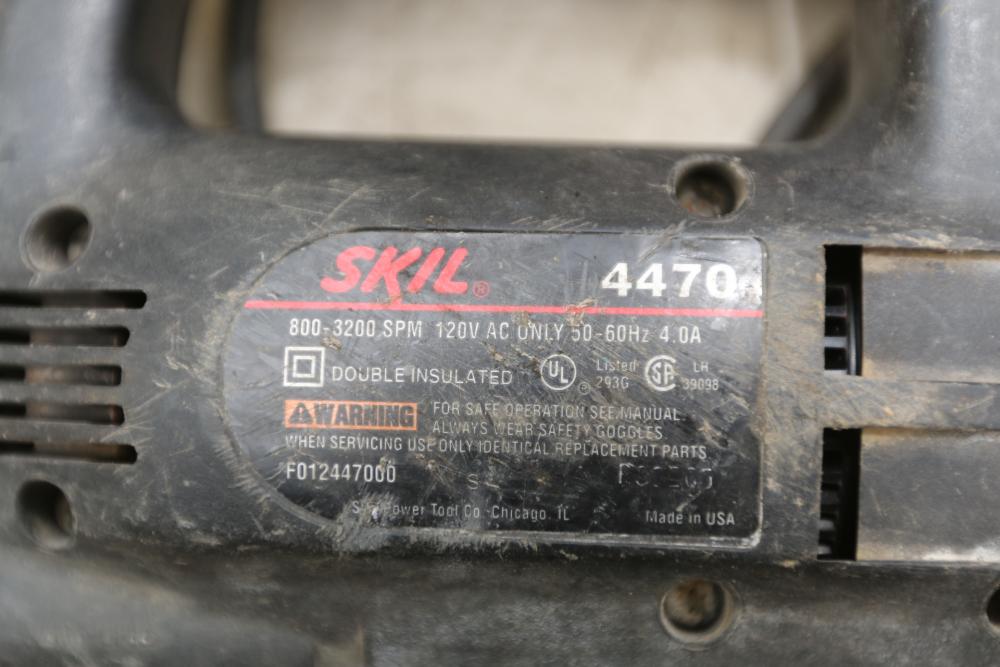 SKIL® 4470
800-3200 SPM 120V AC ONLY 50-60Hz 4.0A
DOUBLE INSULATED UL ® Listed 293G SA LR 39098
WARNING FOR SAFE OPERATION SEE MANUAL
ALWAYS WEAR SAFETY GOGGLES
WHEN SERVICING USE ONLY IDENTICAL REPLACEMENT PARTS
F012447000 S
Power Tool Co Chicago, IL Made in USA